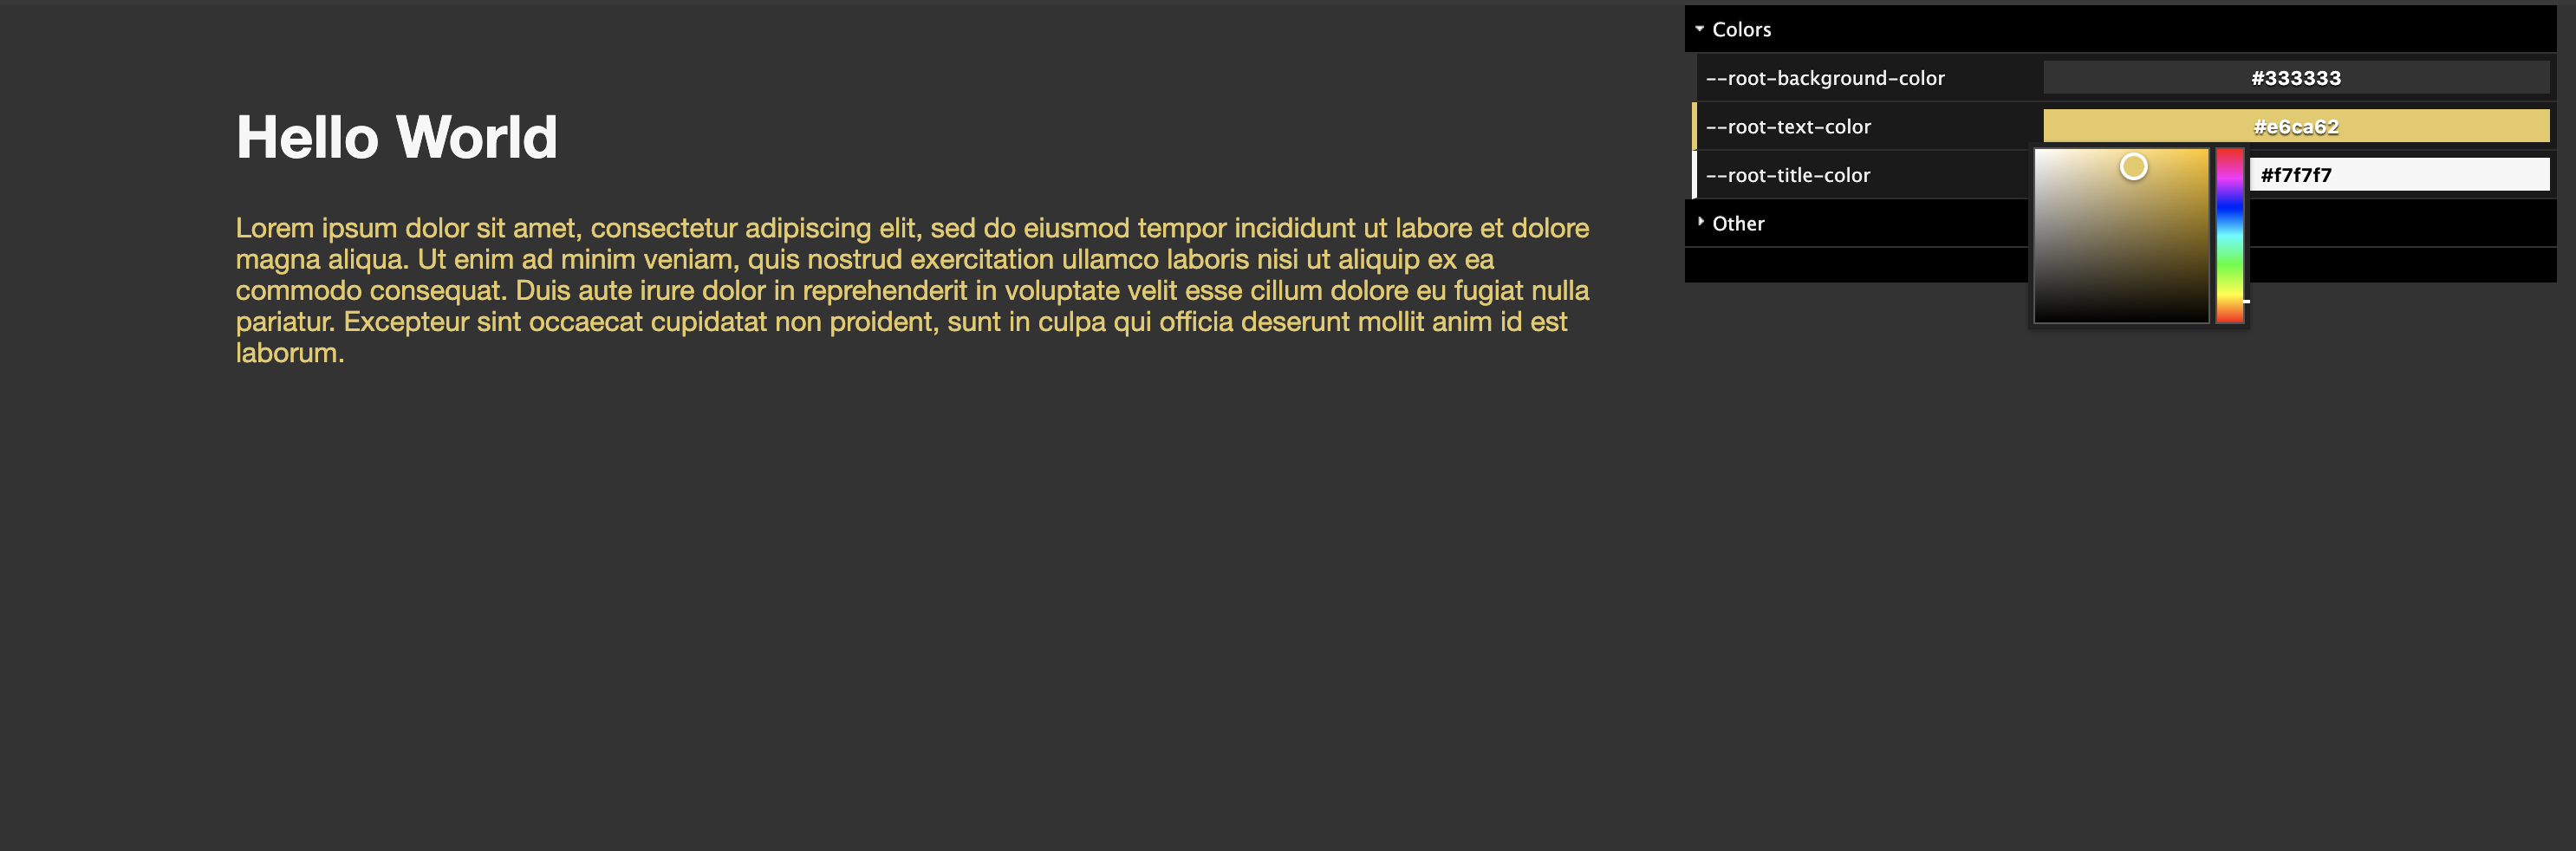 Hello World
Lorem ipsum dolor sit amet, consectetur adipiscing elit, sed do eiusmod tempor incididunt ut labore et dolore
magna aliqua. Ut enim ad minim veniam, quis nostrud exercitation ullamco laboris nisi ut aliquip ex ea
commodo consequat. Duis aute irure dolor in reprehenderit in voluptate velit esse cillum dolore eu fugiat nulla
pariatur. Excepteur sint occaecat cupidatat non proident, sunt in culpa qui officia deserunt mollit anim id est
laborum.
Colors
--root-background-color #333333
--root-text-color #e6ca62
--root-title-color #f7f7f7
Other